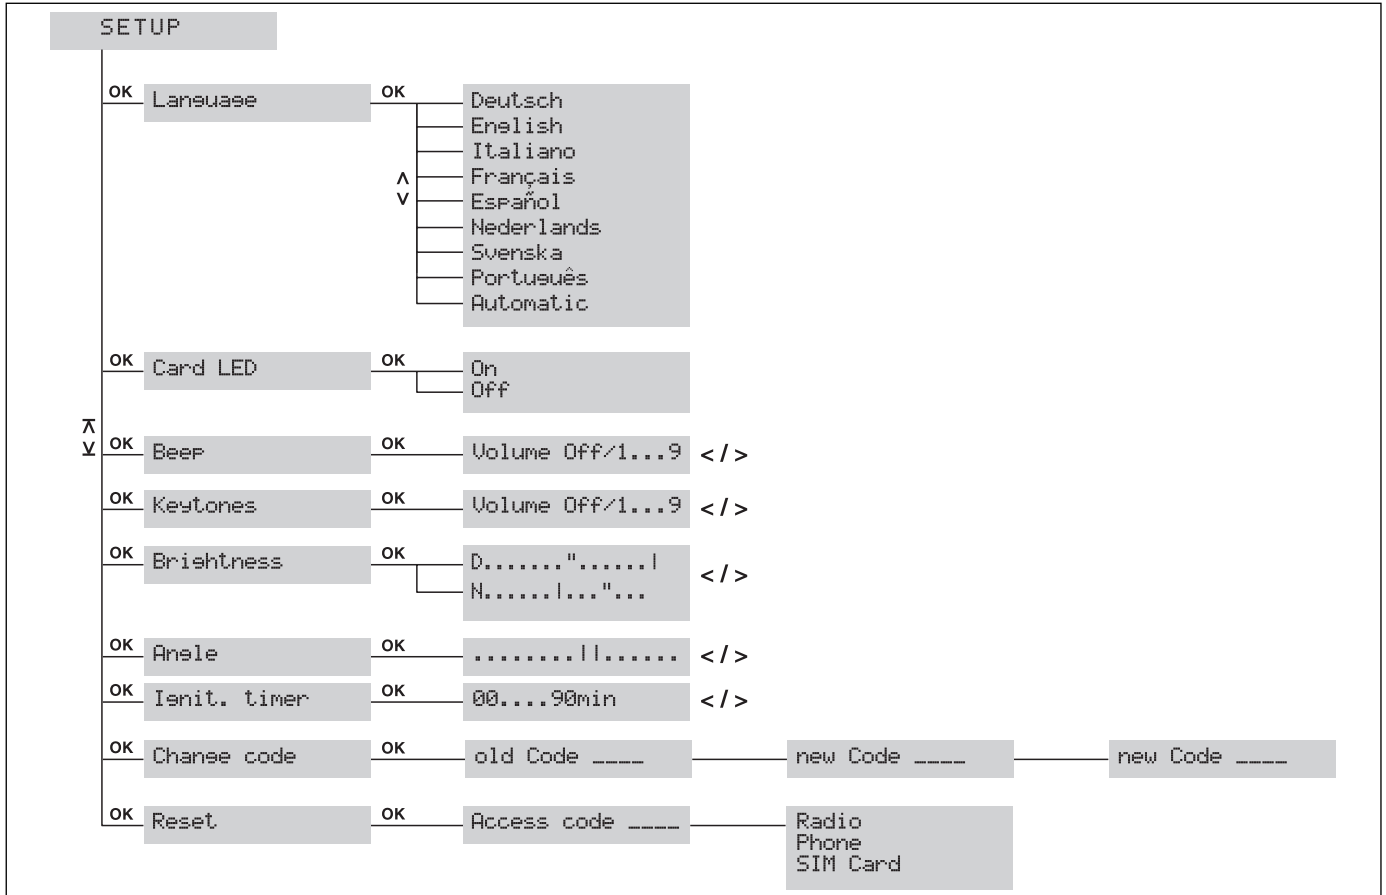 SETUP
OK Language OK Deutsch
English
Italiano
Français
Español
Nederlands
Svenska
Português
Automatic
OK Card LED OK On
Off
OK Beep OK Volume Off/1...9 </>
OK Keytones OK Volume Off/1...9 </>
OK Brightness OK D......."......| </>
N......|..."...
OK Angle OK ........||...... </>
OK Ignit. timer OK 00....90min </>
OK Change code OK old Code ____ new Code ____ new Code ____
OK Reset OK Access code ____ Radio
Phone
SIM Card